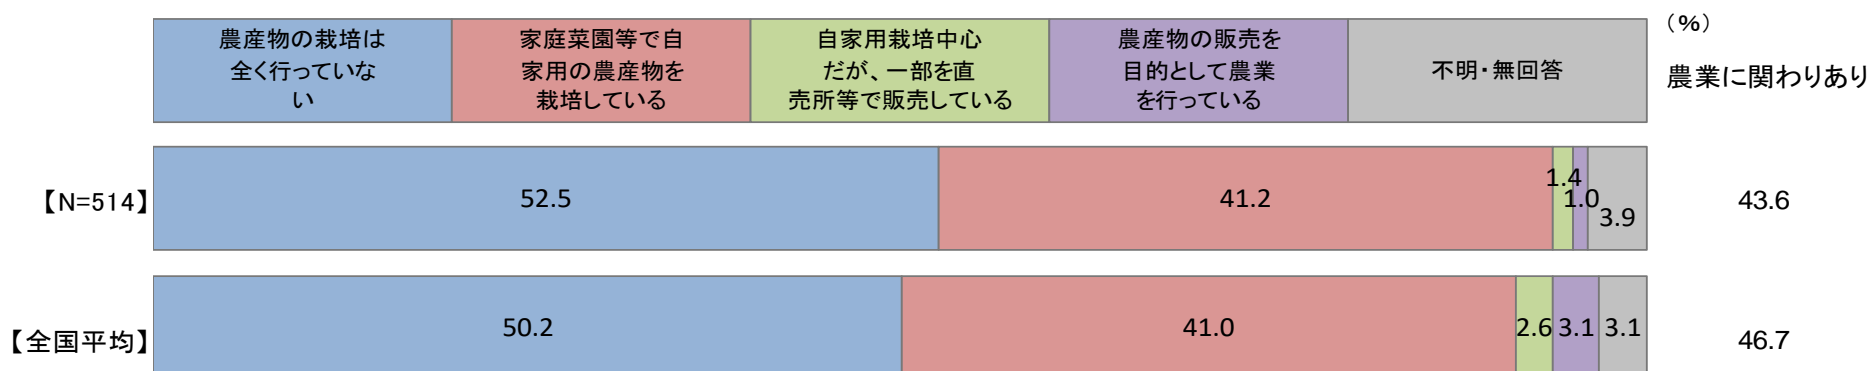 (%)
農産物の栽培は
全く行っていな
い
家庭菜園等で自
家用の農産物を
栽培している
自家用栽培中心
だが、一部を直
売所等で販売している
農産物の販売を
目的として農業
を行っている
不明・無回答
農業に関わりあり
【N=514】
52.5
41.2
1.4
1.0
3.9
43.6
【全国平均】
50.2
41.0
2.6
3.1
3.1
46.7